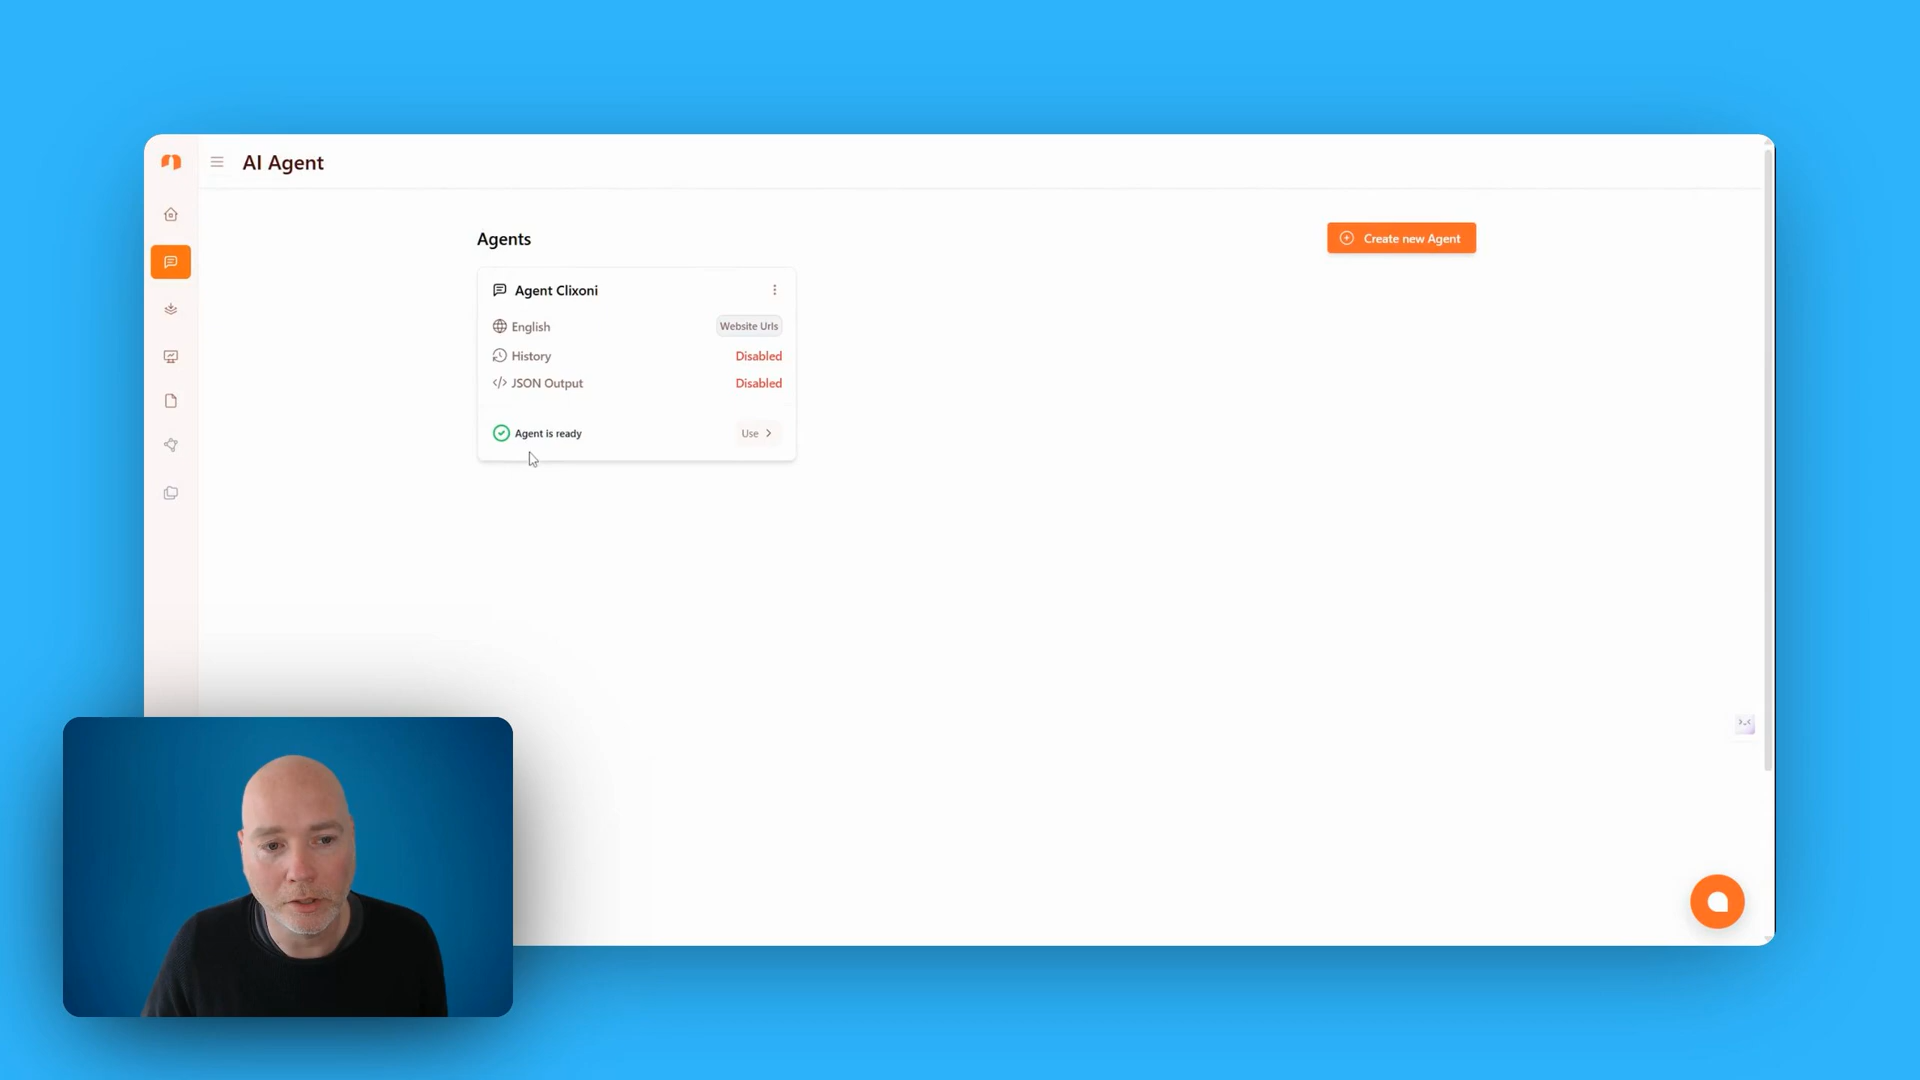 AI Agent
Agents
Create new Agent
Agent Clixoni
English
Website Urls
History
Disabled
JSON Output
Disabled
Agent is ready
Use